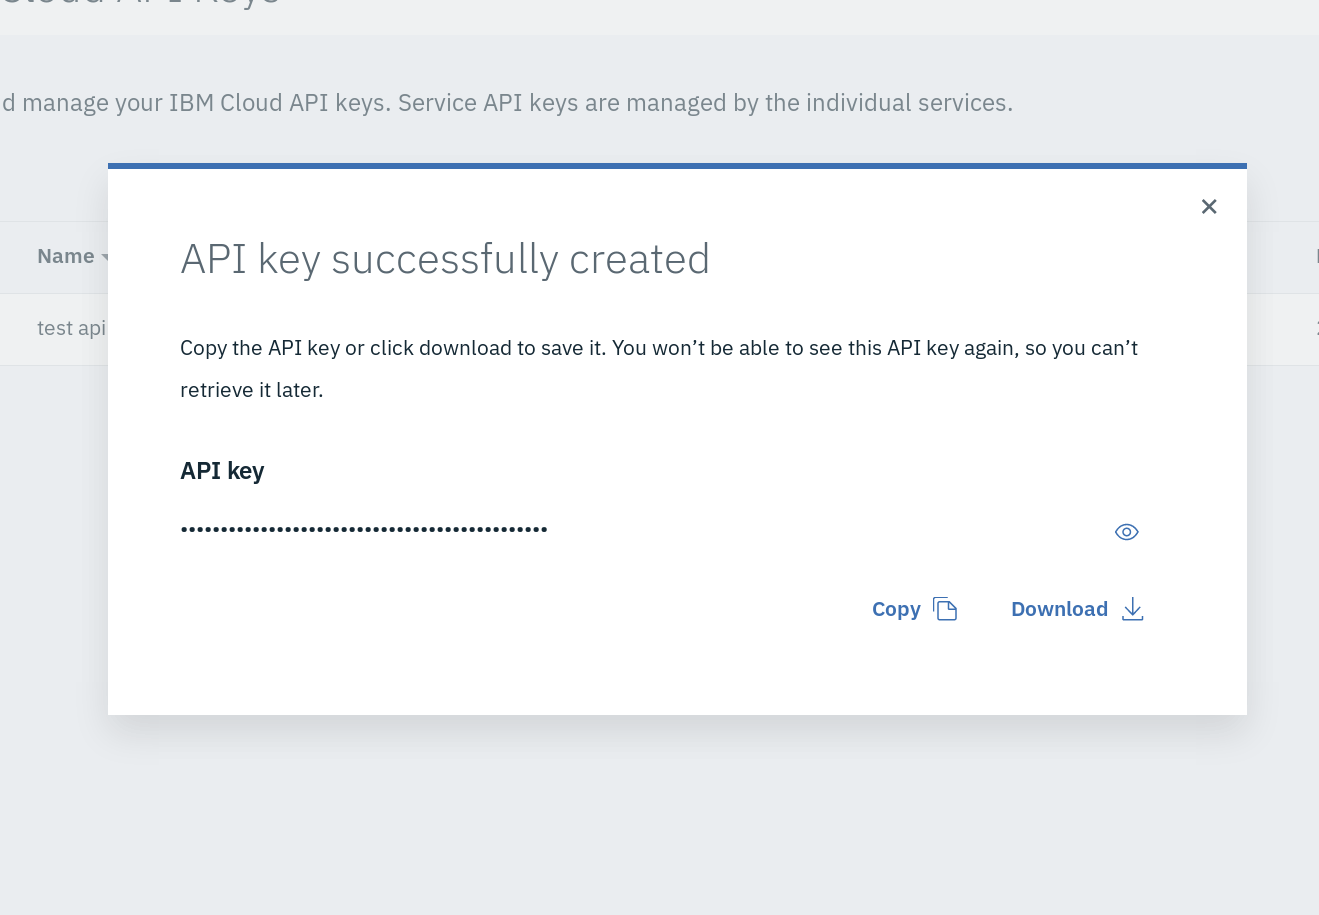 Cloud API Keys
d manage your IBM Cloud API keys. Service API keys are managed by the individual services.
API key successfully created
Name
test api
Copy the API key or click download to save it. You won’t be able to see this API key again, so you can’t
retrieve it later.
API key
••••••••••••••••••••••••••••••••••••••••••••••
Copy
Download